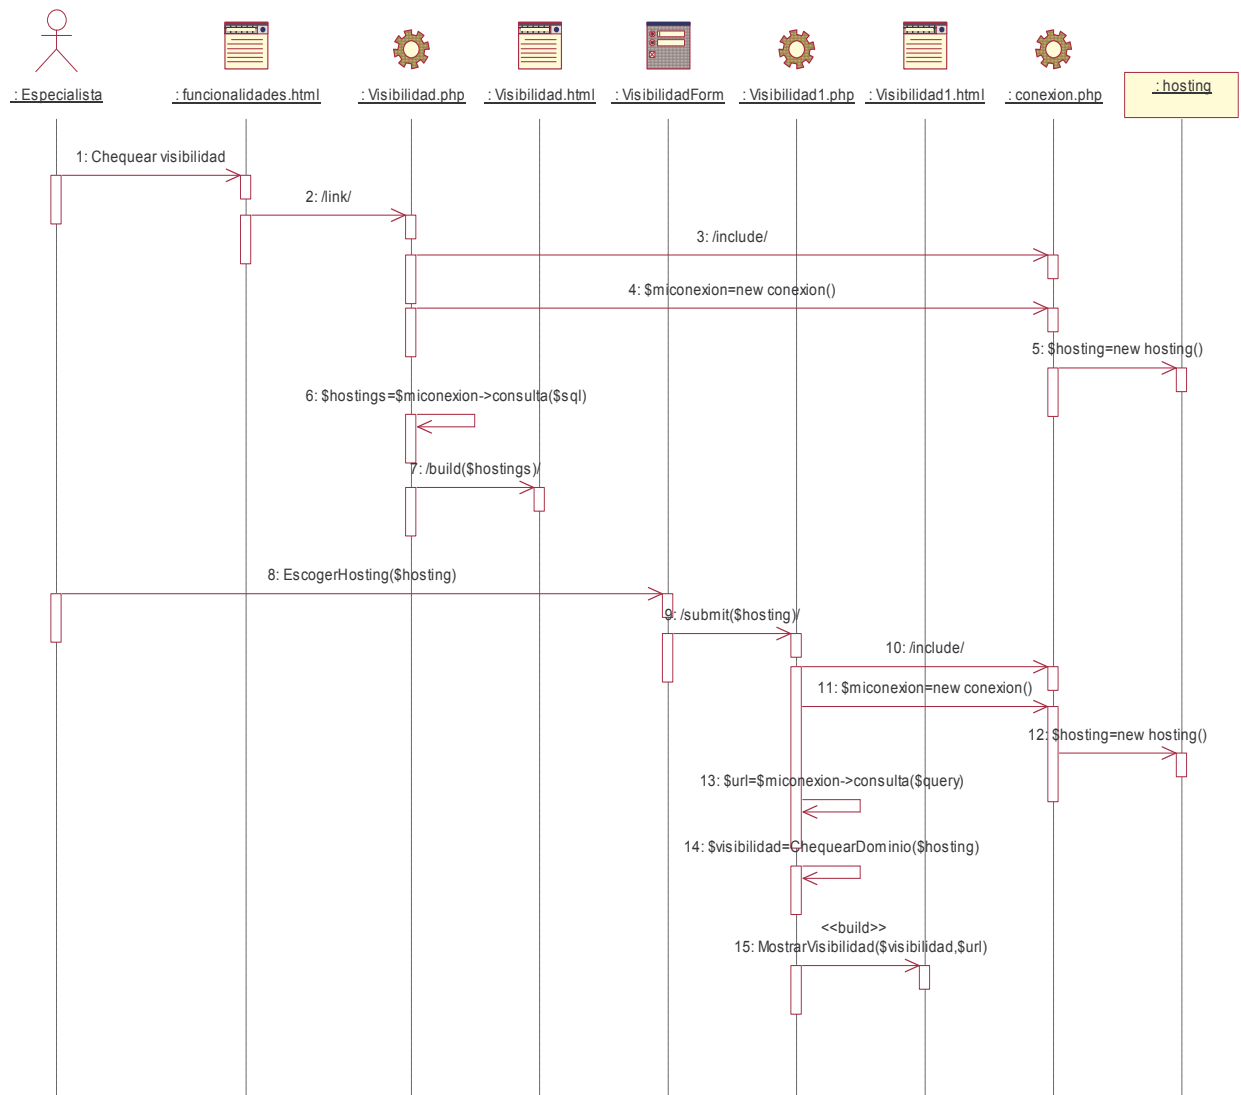 : Especialista
: funcionalidades.html
: Visibilidad.php
: Visibilidad.html
: VisibilidadForm
: Visibilidad1.php
: Visibilidad1.html
: conexion.php
: hosting
1: Chequear visibilidad
2: /link/
3: /include/
4: $miconexion=new conexion()
5: $hosting=new hosting()
6: $hostings=$miconexion->consulta($sql)
7: /build($hostings)/
8: EscogerHosting($hosting)
9: /submit($hosting)/
10: /include/
11: $miconexion=new conexion()
12: $hosting=new hosting()
13: $url=$miconexion->consulta($query)
14: $visibilidad=ChequearDominio($hosting)
<<build>>
15: MostrarVisibilidad($visibilidad,$url)